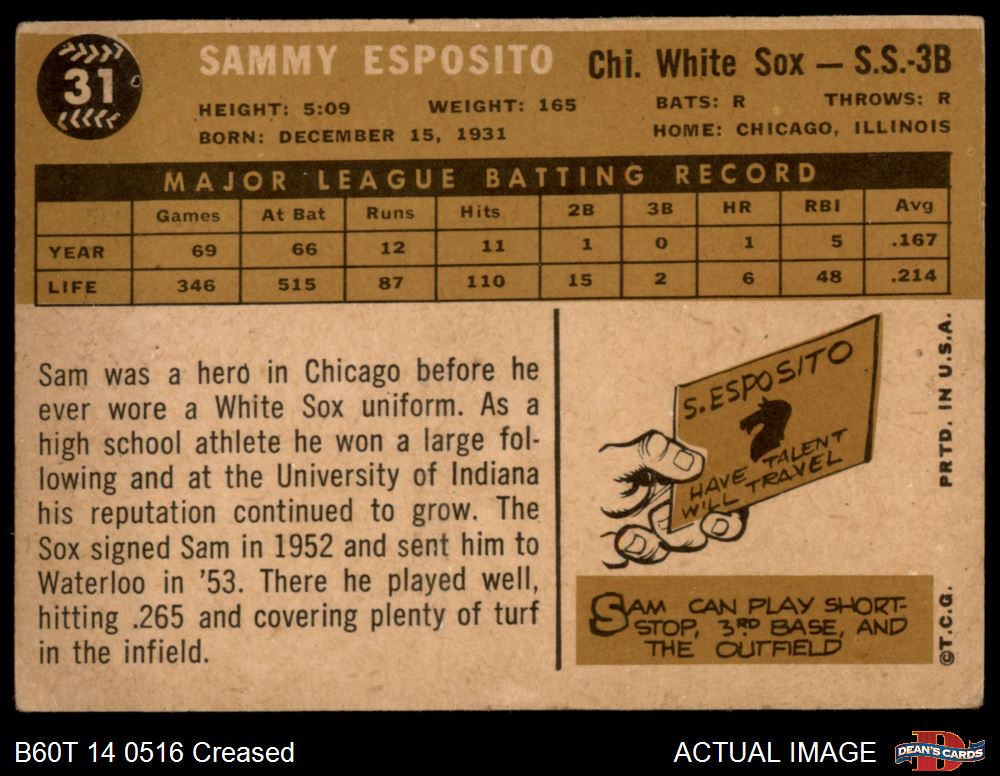 31
SAMMY ESPOSITO Chi. White Sox — S.S.-3B
HEIGHT: 5:09 WEIGHT: 165 BATS: R THROWS: R
BORN: DECEMBER 15, 1931 HOME: CHICAGO, ILLINOIS
MAJOR LEAGUE BATTING RECORD
Games At Bat Runs Hits 2B 3B HR RBI Avg
YEAR 69 66 12 11 1 0 1 5 .167
LIFE 346 515 87 110 15 2 6 48 .214
Sam was a hero in Chicago before he
ever wore a White Sox uniform. As a
high school athlete he won a large fol-
lowing and at the University of Indiana
his reputation continued to grow. The
Sox signed Sam in 1952 and sent him to
Waterloo in '53. There he played well,
hitting .265 and covering plenty of turf
in the infield.
S. ESPOSITO
HAVE TALENT
WILL TRAVEL
SAM CAN PLAY SHORT-
STOP, 3RD BASE, AND
THE OUTFIELD
PRTD. IN U.S.A.
©T.C.G.
B60T 14 0516 Creased ACTUAL IMAGE
DEAN'S CARDS